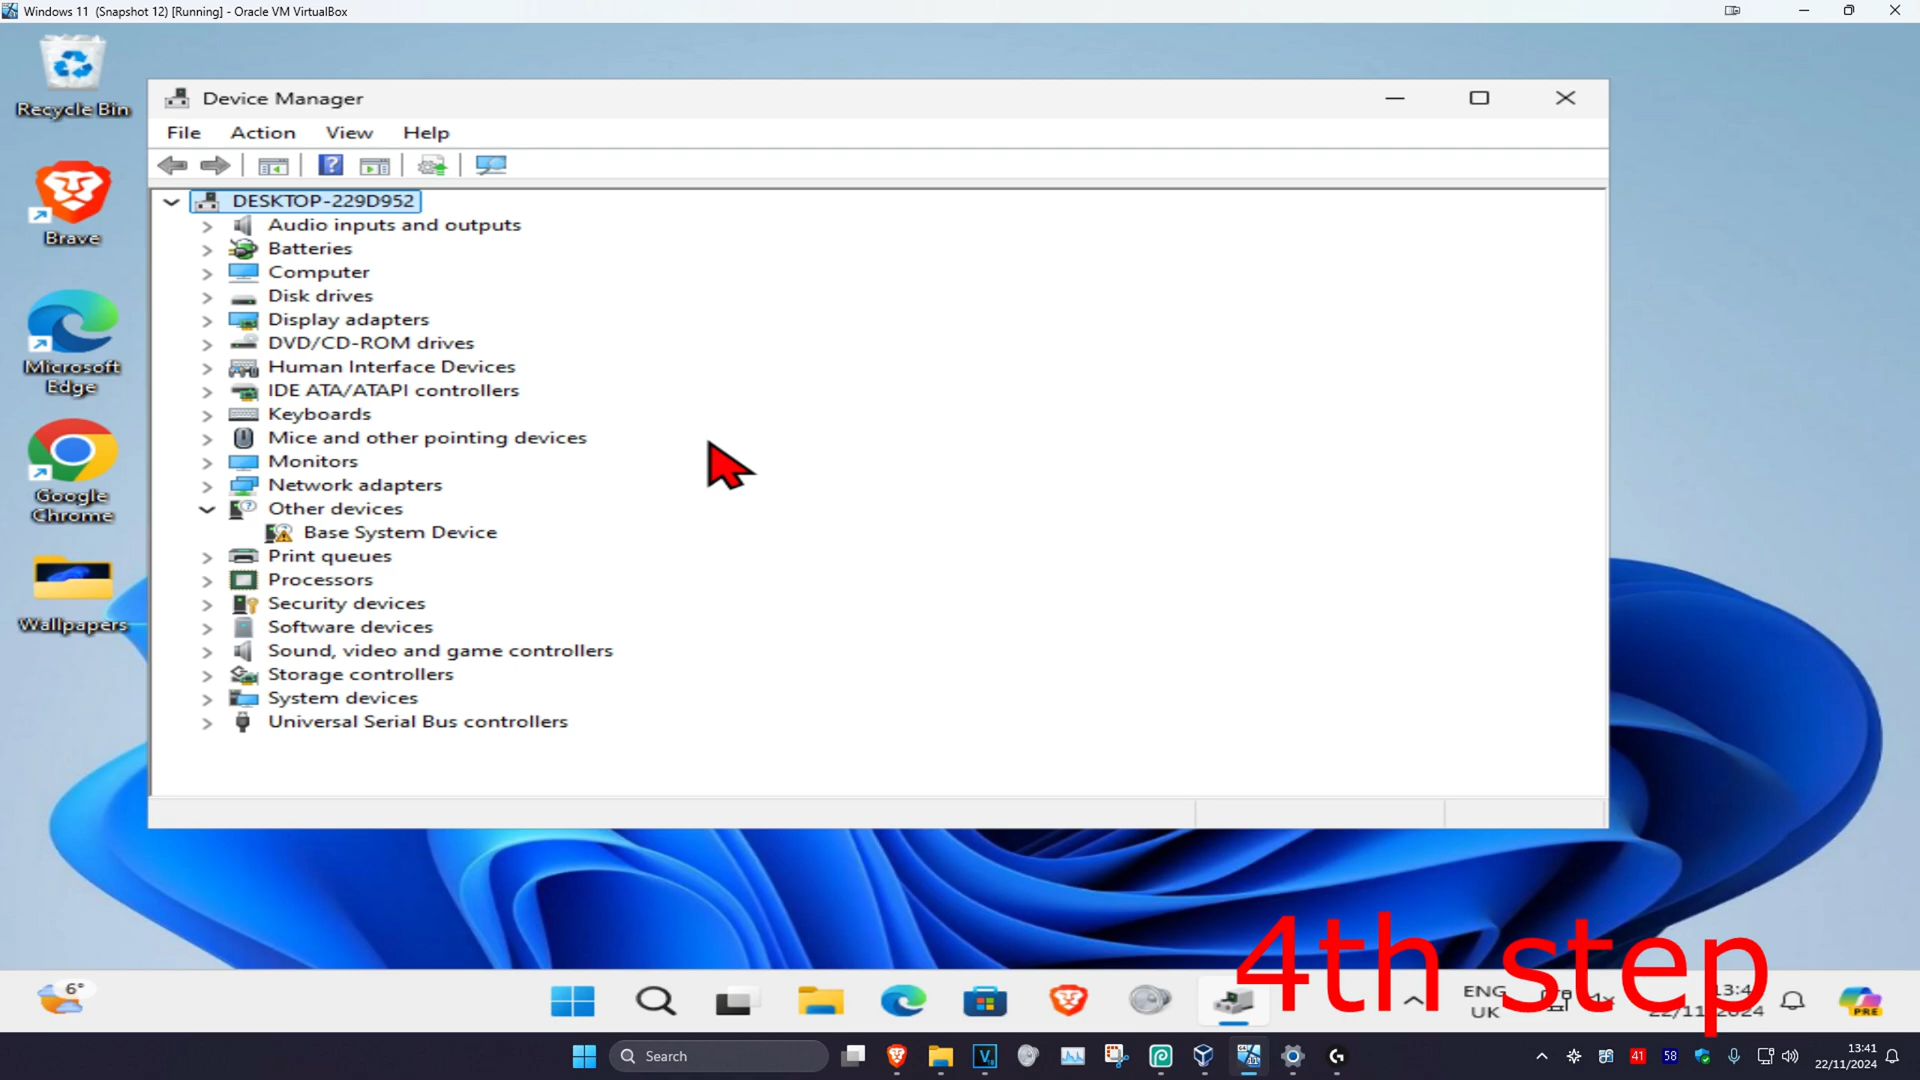 Windows 11 (Snapshot 12) [Running] - Oracle VM VirtualBox
Recycle Bin
Brave
Microsoft
Edge
Google
Chrome
Wallpapers
Device Manager
File Action View Help
DESKTOP-229D952
Audio inputs and outputs
Batteries
Computer
Disk drives
Display adapters
DVD/CD-ROM drives
Human Interface Devices
IDE ATA/ATAPI controllers
Keyboards
Mice and other pointing devices
Monitors
Network adapters
Other devices
Base System Device
Print queues
Processors
Security devices
Software devices
Sound, video and game controllers
Storage controllers
System devices
Universal Serial Bus controllers
4th step
6°
ENG
UK
PRE
Search
41
58
13:41
22/11/2024